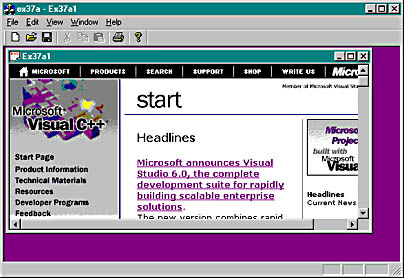 ex37a - Ex37a1
File Edit View Window Help
Ex37a1
MICROSOFT PRODUCTS SEARCH SUPPORT SHOP WRITE US Micro
Member of Microsoft Visual Stu
Microsoft
Visual C++
start
Start Page
Product Information
Technical Materials
Resources
Developer Programs
Feedback
Headlines
Microsoft announces Visual
Studio 6.0, the complete
development suite for rapidly
building scalable enterprise
solutions.
The new version combines rapid
Microso
Projec
built with
Microsoft
Visua
Headlines
Current News